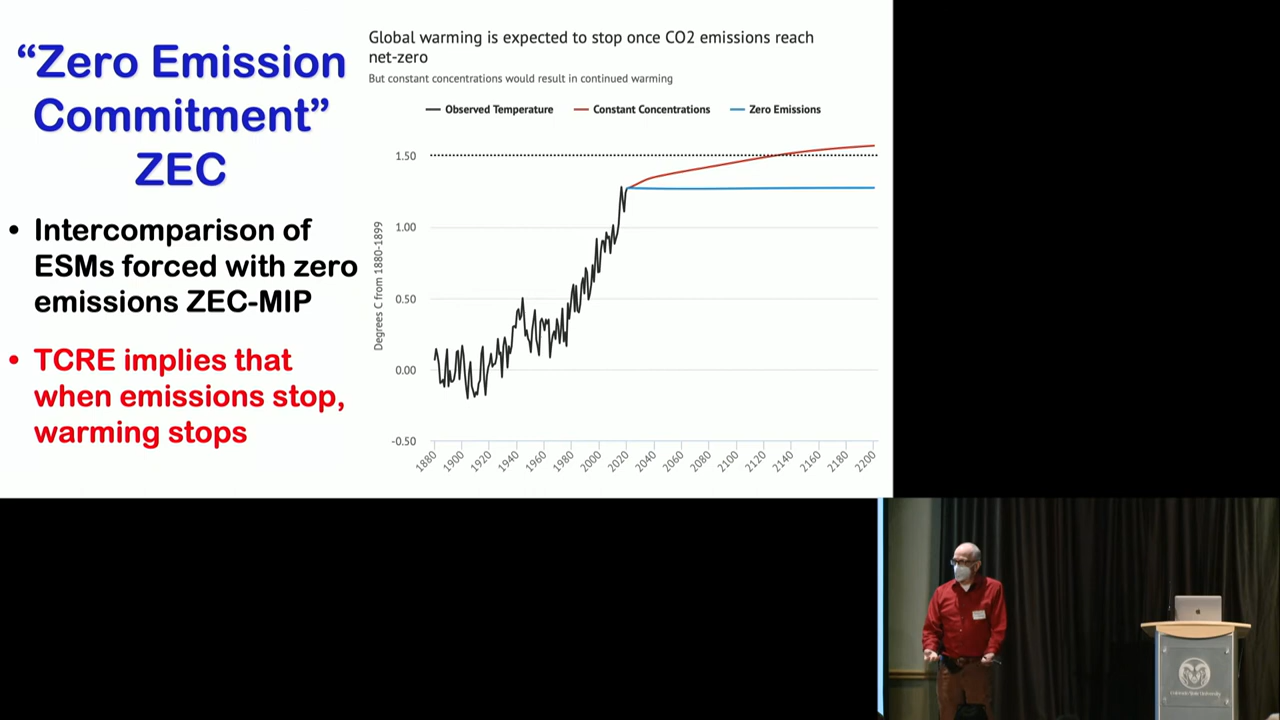 “Zero Emission
Commitment”
ZEC
• Intercomparison of
ESMs forced with zero
emissions ZEC-MIP
• TCRE implies that
when emissions stop,
warming stops
Global warming is expected to stop once CO2 emissions reach
net-zero
But constant concentrations would result in continued warming
Observed Temperature Constant Concentrations Zero Emissions
Degrees C from 1880-1899
1.50
1.00
0.50
0.00
-0.50
1880 1900 1920 1940 1960 1980 2000 2020 2040 2060 2080 2100 2120 2140 2160 2180 2200
Colorado State University